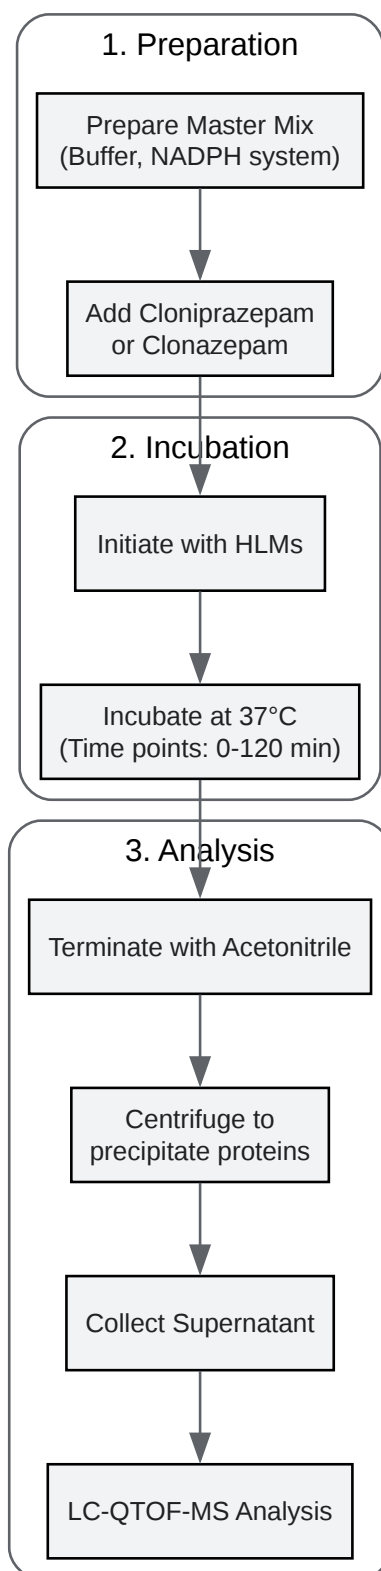 1. Preparation
Prepare Master Mix
(Buffer, NADPH system)
Add Cloniprazepam
or Clonazepam
2. Incubation
Initiate with HLMs
Incubate at 37°C
(Time points: 0-120 min)
3. Analysis
Terminate with Acetonitrile
Centrifuge to
precipitate proteins
Collect Supernatant
LC-QTOF-MS Analysis